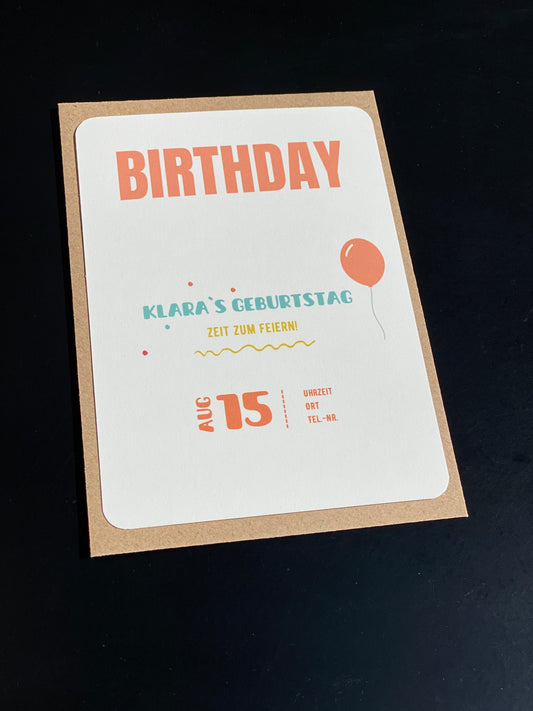 BIRTHDAY
KLARA`S GEBURTSTAG
ZEIT ZUM FEIERN!
AUG 15
UHRZEIT
ORT
TEL.-NR.